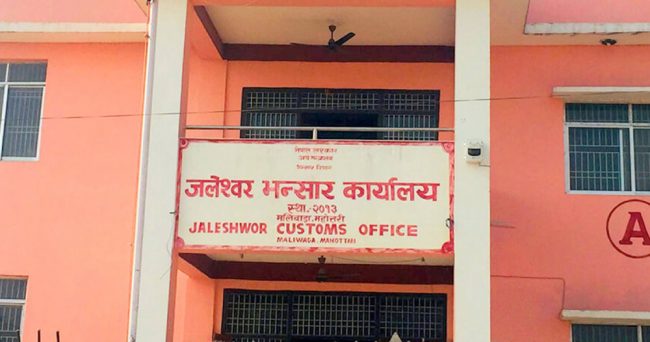 नेपाल सरकार
अर्थ मन्त्रालय
भन्सार विभाग
जलेश्वर भन्सार कार्यालय
स्था.-२०१३
मलिवाडा, महोत्तरी
JALESHWOR CUSTOMS OFFICE
MALIWADA, MAHOTTARI
A